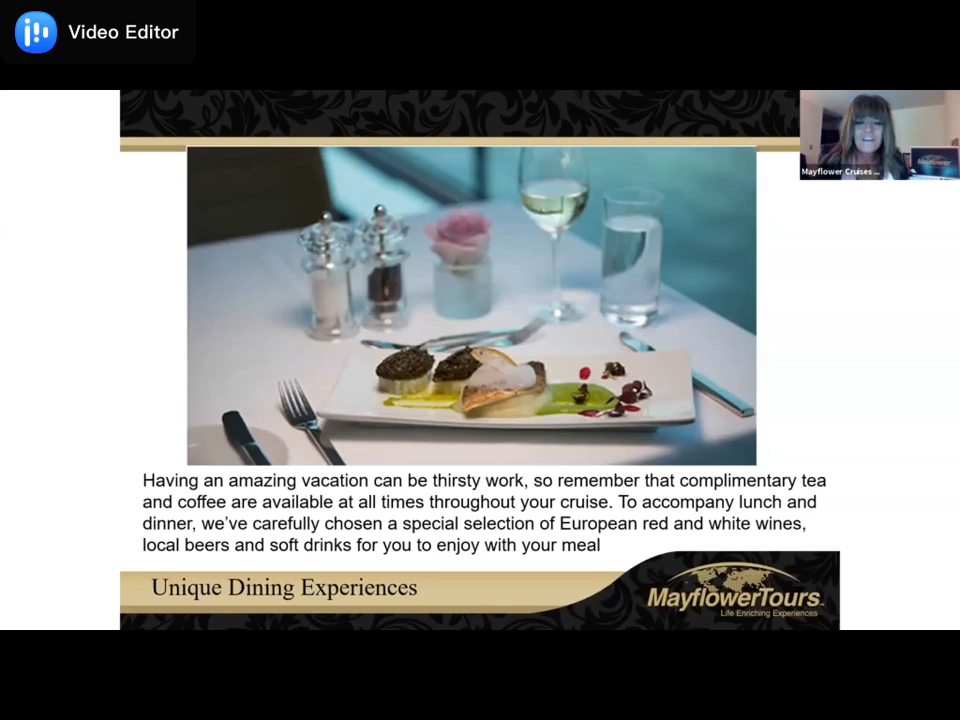 Video Editor
Mayflower
Mayflower Cruises ...
Having an amazing vacation can be thirsty work, so remember that complimentary tea
and coffee are available at all times throughout your cruise. To accompany lunch and
dinner, we've carefully chosen a special selection of European red and white wines,
local beers and soft drinks for you to enjoy with your meal
Unique Dining Experiences
MayflowerTours
Life Enriching Experiences